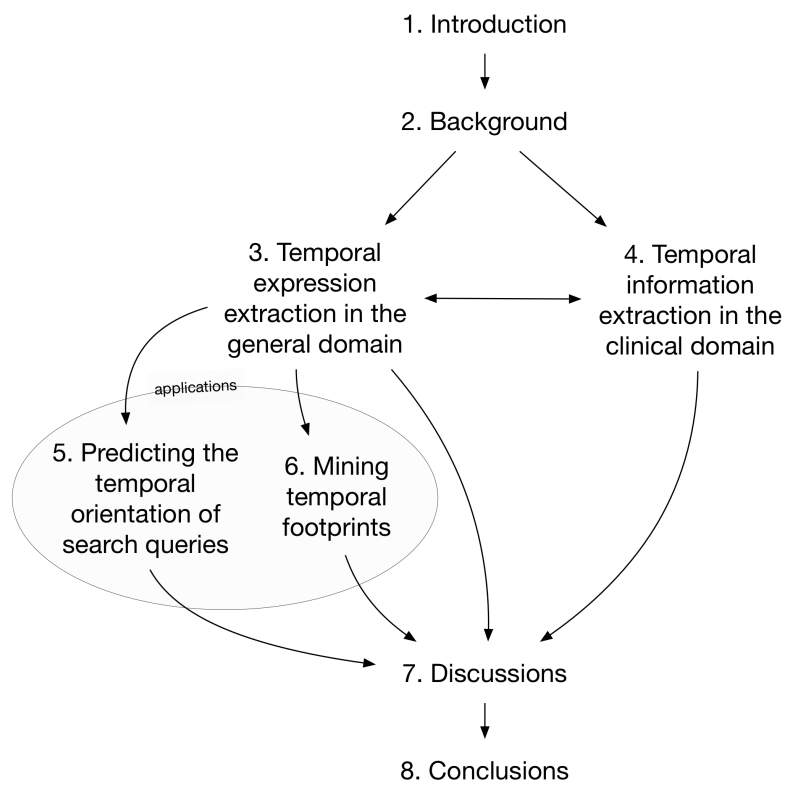 1. Introduction
2. Background
3. Temporal
expression
extraction in the
general domain
4. Temporal
information
extraction in the
clinical domain
applications
5. Predicting the
temporal
orientation of
search queries
6. Mining
temporal
footprints
7. Discussions
8. Conclusions